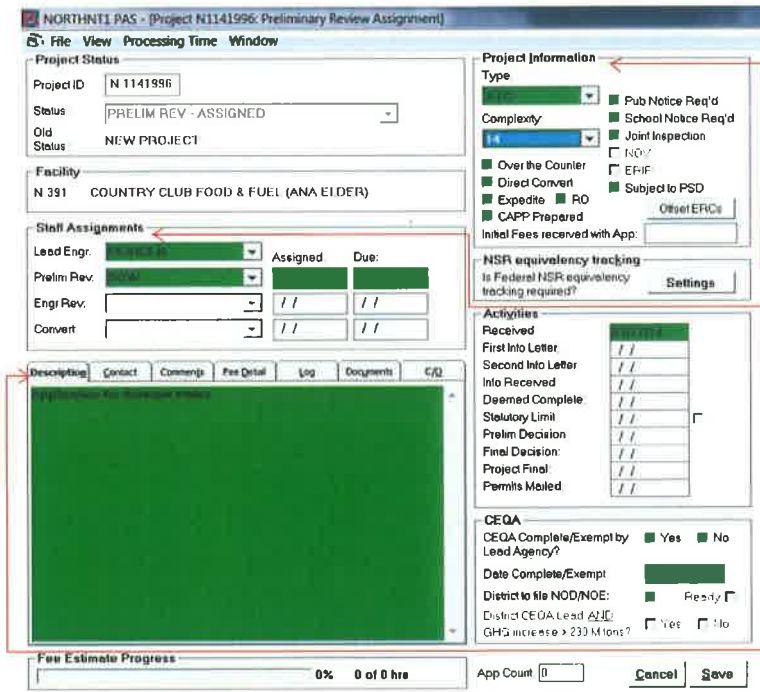 NORTHNT1 PAS - [Project N1141996: Preliminary Review Assignment]
File View Processing Time Window
Project Status
Project ID N 1141996
Status PRELIM REV - ASSIGNED
Old Status NEW PROJECT
Facility
N 391 COUNTRY CLUB FOOD & FUEL (ANA ELDER)
Staff Assignments
Assigned: Due:
Lead Engr.
Prelim Rev.
Engr Rev. / / / /
Convert / / / /
Description Contact Comments Fee Detail Log Documents C/O
Application for
Fee Estimate Progress
0% 0 of 0 hrs
Project Information
Type
Complexity
14
Pub Notice Req'd
School Notice Req'd
Joint Inspection
NOV
ERIF
Subject to PSD
Over the Counter
Direct Convert
Expedite RO
CAPP Prepared
Offset ERCs
Initial Fees received with App:
NSR equivalency tracking
Is Federal NSR equivalency tracking required?
Settings
Activities
Received
First Info Letter / /
Second Info Letter / /
Info Received / /
Deemed Complete: / /
Statutory Limit / /
Prelim Decision / /
Final Decision: / /
Project Final: / /
Permits Mailed: / /
CEQA
CEQA Complete/Exempt by Lead Agency? Yes No
Date Complete/Exempt
District to file NOD/NOE: Ready
District CEQA Lead AND GHG increase > 230 M tons? Yes No
App Count 0
Cancel Save